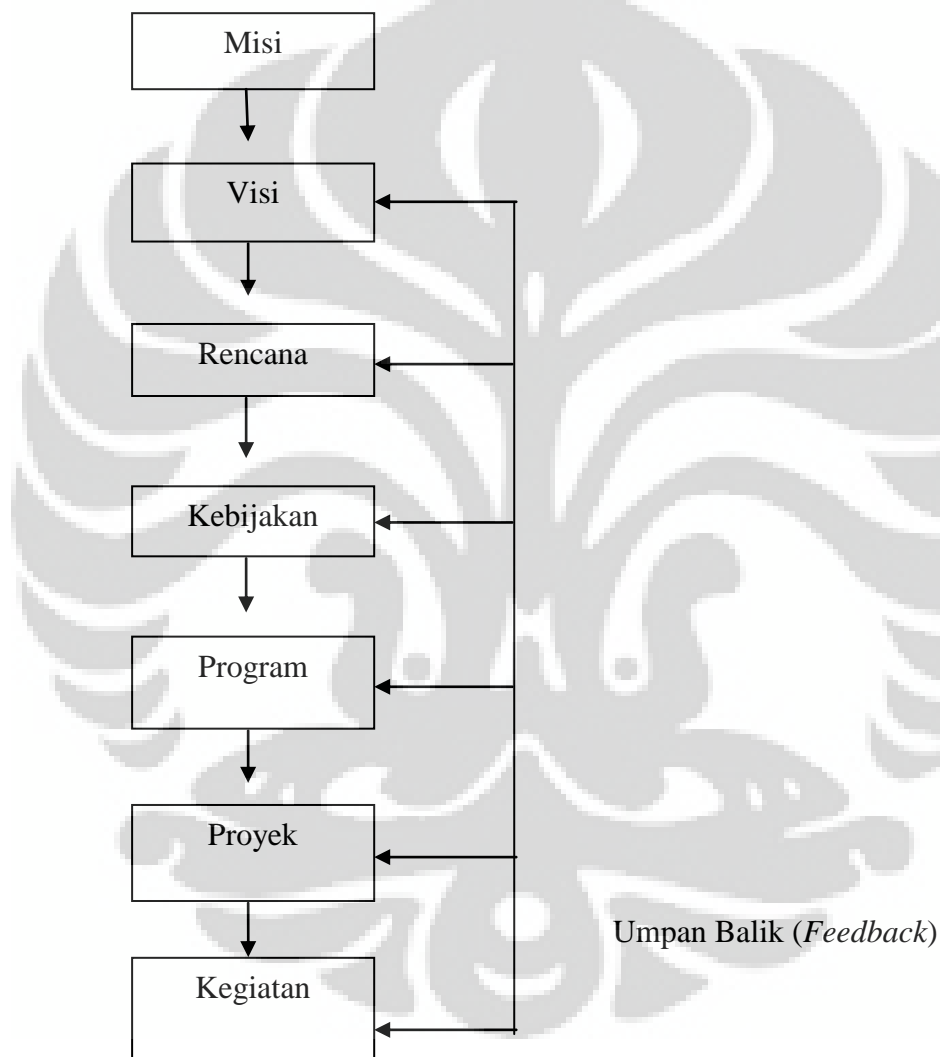 Misi
Visi
Rencana
Kebijakan
Program
Proyek
Umpan Balik (Feedback)
Kegiatan